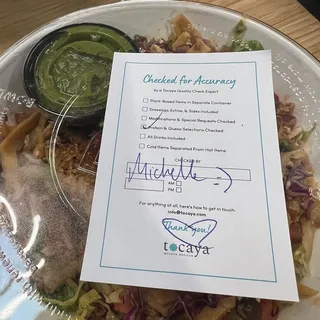 Checked for Accuracy
by a Tocaya Quality Check Expert
Plant-Based Items in Separate Container
Dressings, Extras, & Sides Included
Modifications & Special Requests Checked
Protein & Queso Selections Checked
All Drinks Included
Cold Items Separated From Hot Items
CHECKED BY
Michelle :-)
AM
PM
For anything at all, here's how to get in touch:
info@tocaya.com
Thank you!
tocaya